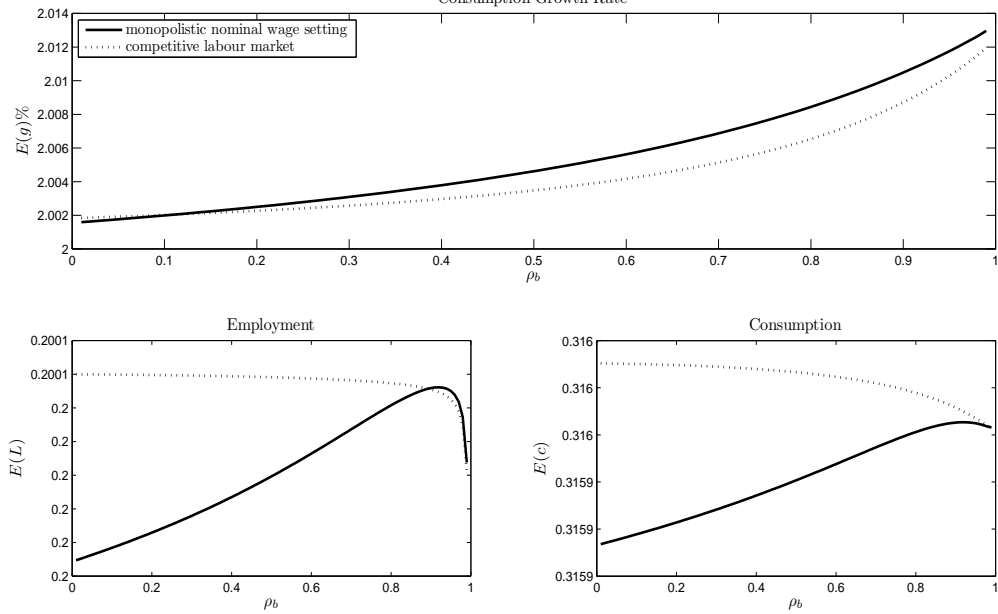 Consumption Growth Rate
2.014
2.012
2.01
2.008
2.006
2.004
2.002
2
E(g)%
monopolistic nominal wage setting
competitive labour market
0 0.1 0.2 0.3 0.4 0.5 0.6 0.7 0.8 0.9 1
ρb
Employment
0.2001
0.2001
0.2
0.2
0.2
0.2
0.2
0.2
E(L)
0 0.2 0.4 0.6 0.8 1
ρb
Consumption
0.316
0.316
0.316
0.3159
0.3159
0.3159
E(c)
0 0.2 0.4 0.6 0.8 1
ρb